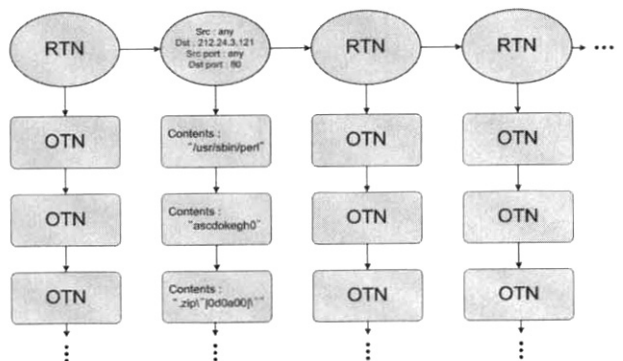 RTN
Src : any
Dst : 212.24.3.121
Src port : any
Dst port : 80
RTN
RTN
...
OTN
Contents :
"/usr/sbin/perl"
OTN
OTN
OTN
Contents :
"ascdokegh0"
OTN
OTN
OTN
Contents :
".zip\"|0d0a00|\""
OTN
OTN